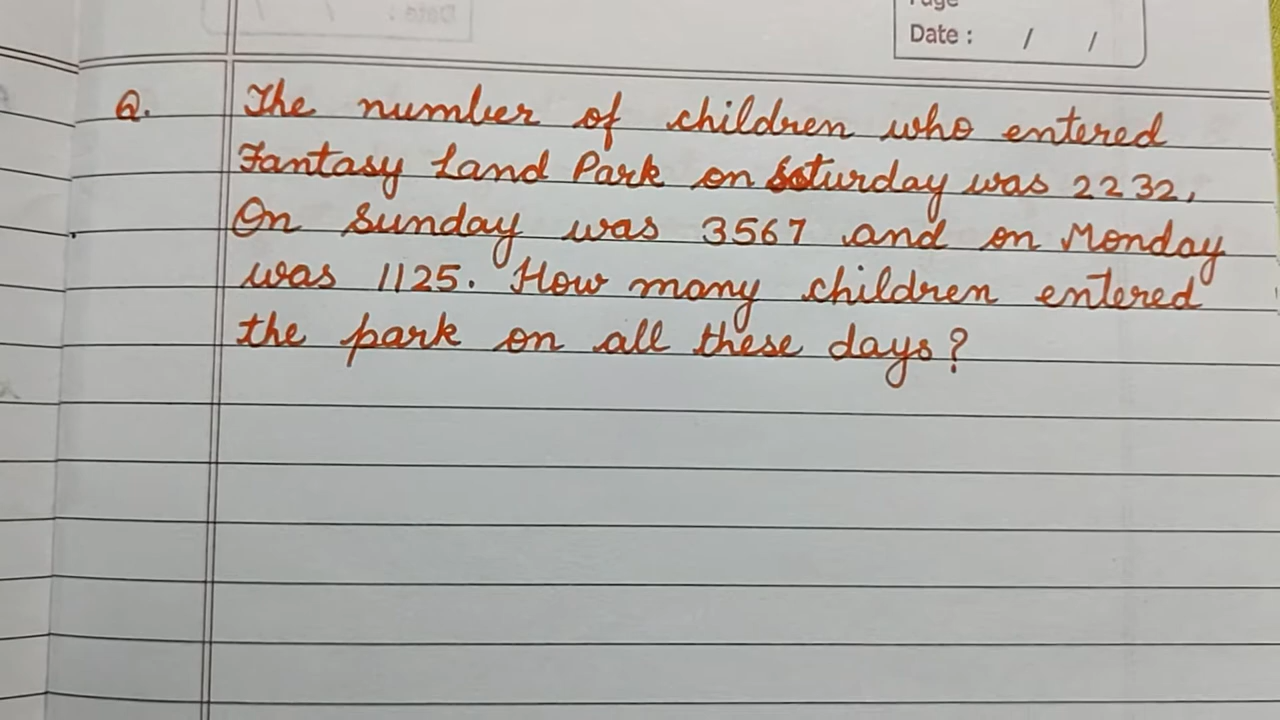 Page
Date : / /
Q. The number of children who entered
Fantasy Land Park on Saturday was 2232,
On Sunday was 3567 and on Monday
was 1125. How many children entered
the park on all these days?